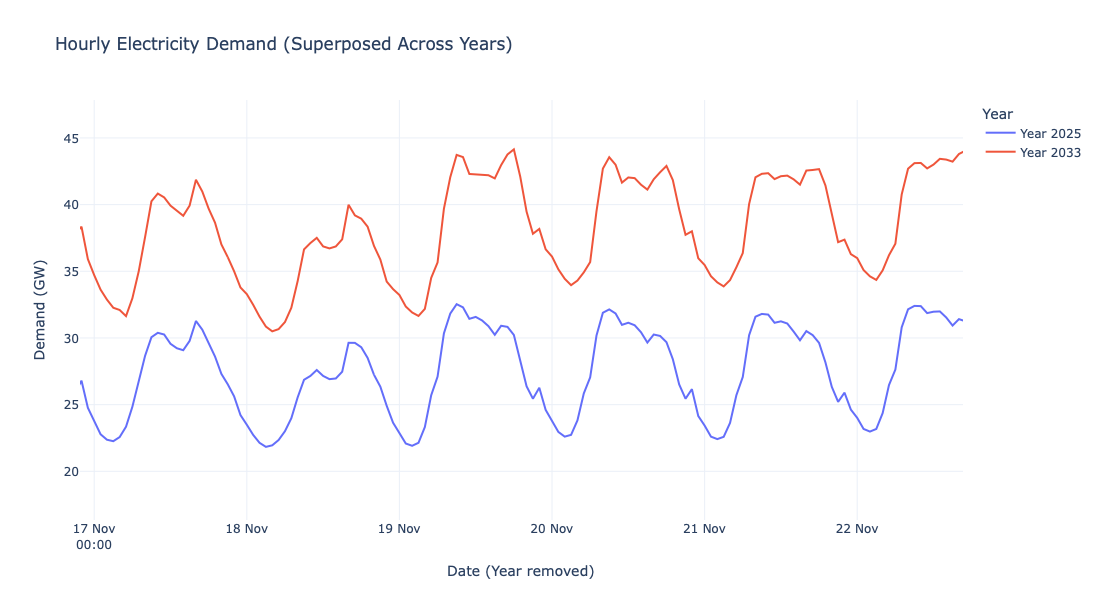 Hourly Electricity Demand (Superposed Across Years)
Year
Year 2025
Year 2033
45
40
35
30
25
20
Demand (GW)
17 Nov
00:00
18 Nov
19 Nov
20 Nov
21 Nov
22 Nov
Date (Year removed)